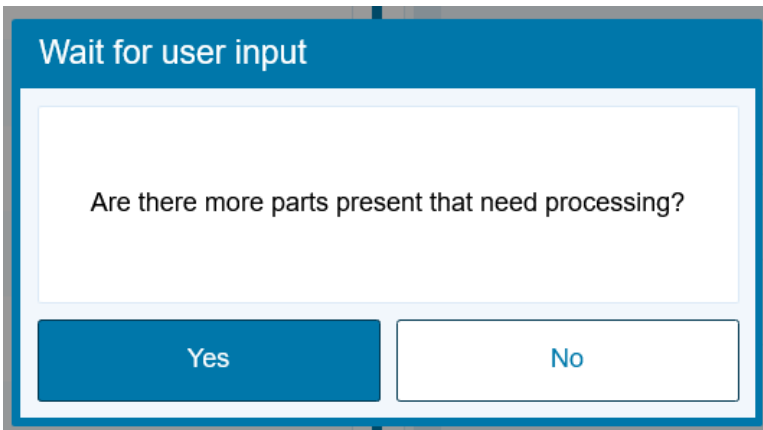 Wait for user input
Are there more parts present that need processing?
Yes
No